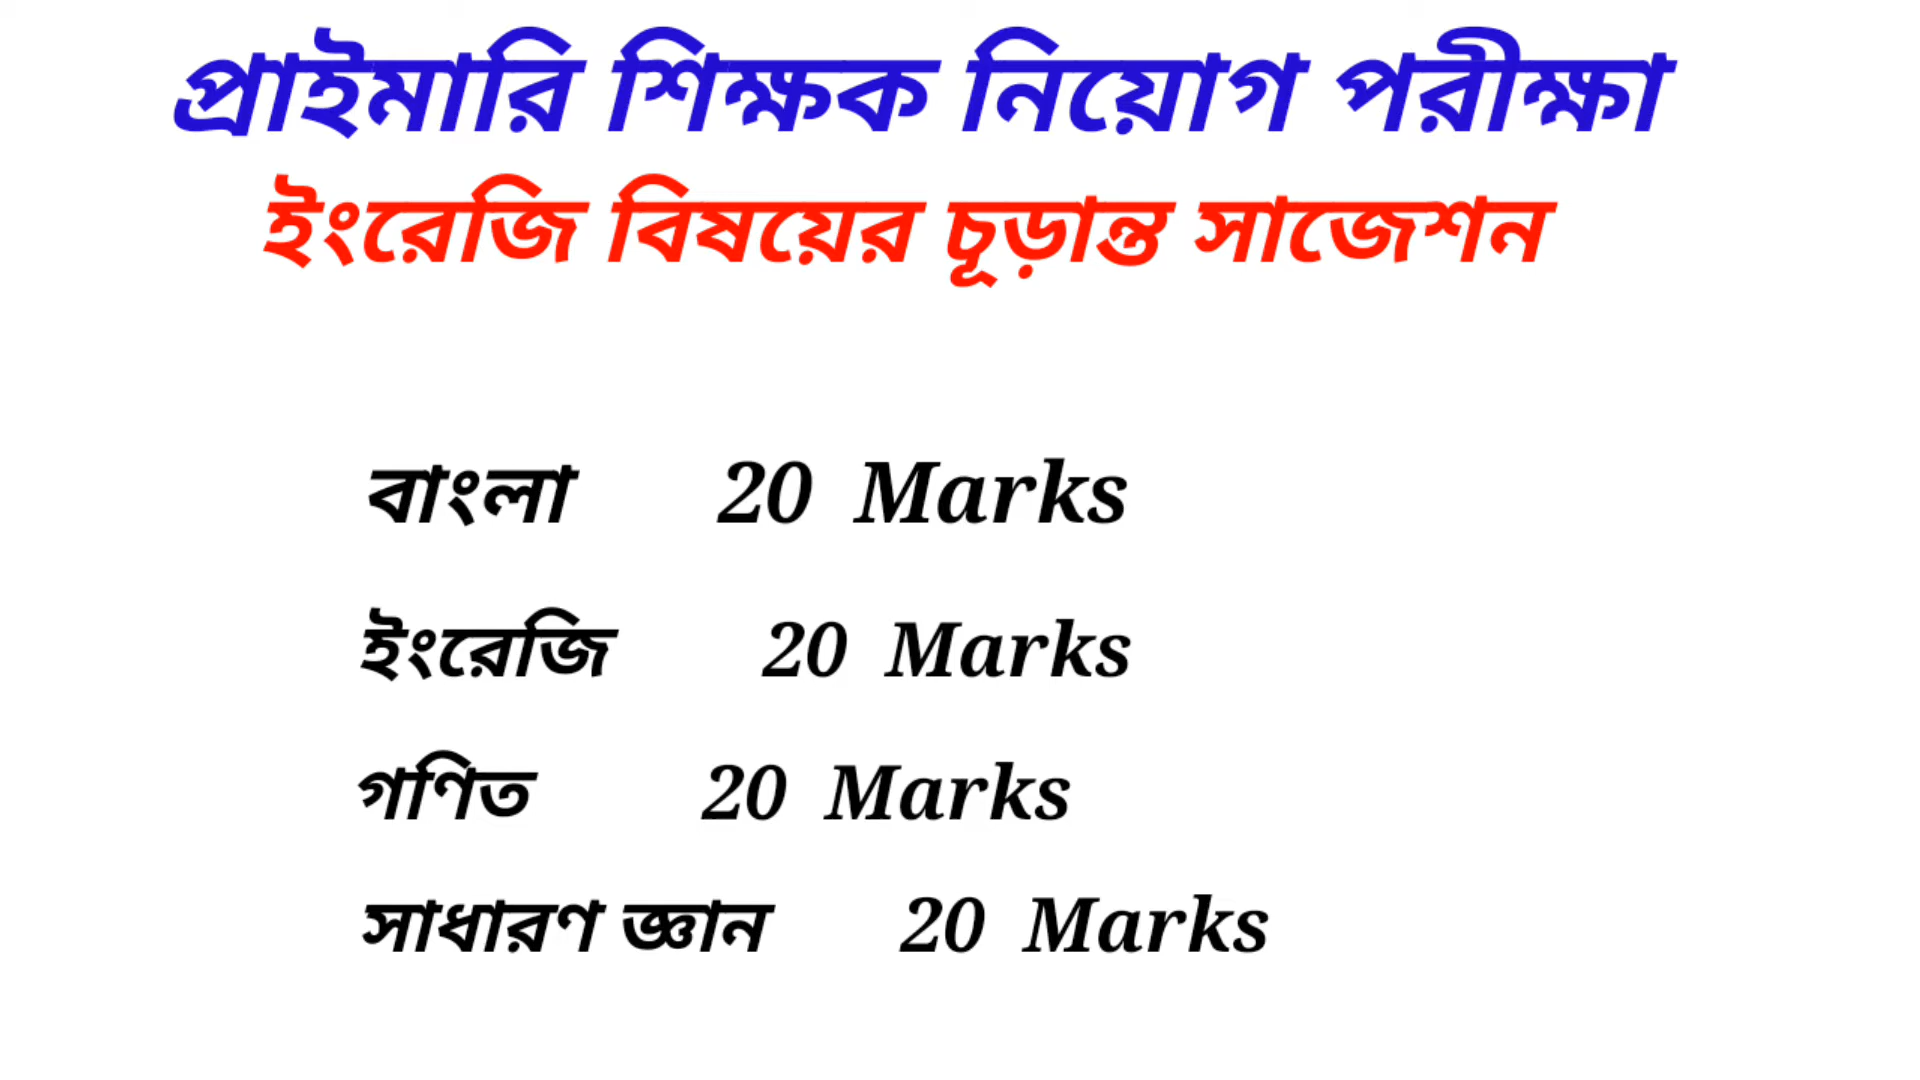 প্রাইমারি শিক্ষক নিয়োগ পরীক্ষা
ইংরেজি বিষয়ের চূড়ান্ত সাজেশন
বাংলা 20 Marks
ইংরেজি 20 Marks
গণিত 20 Marks
সাধারণ জ্ঞান 20 Marks